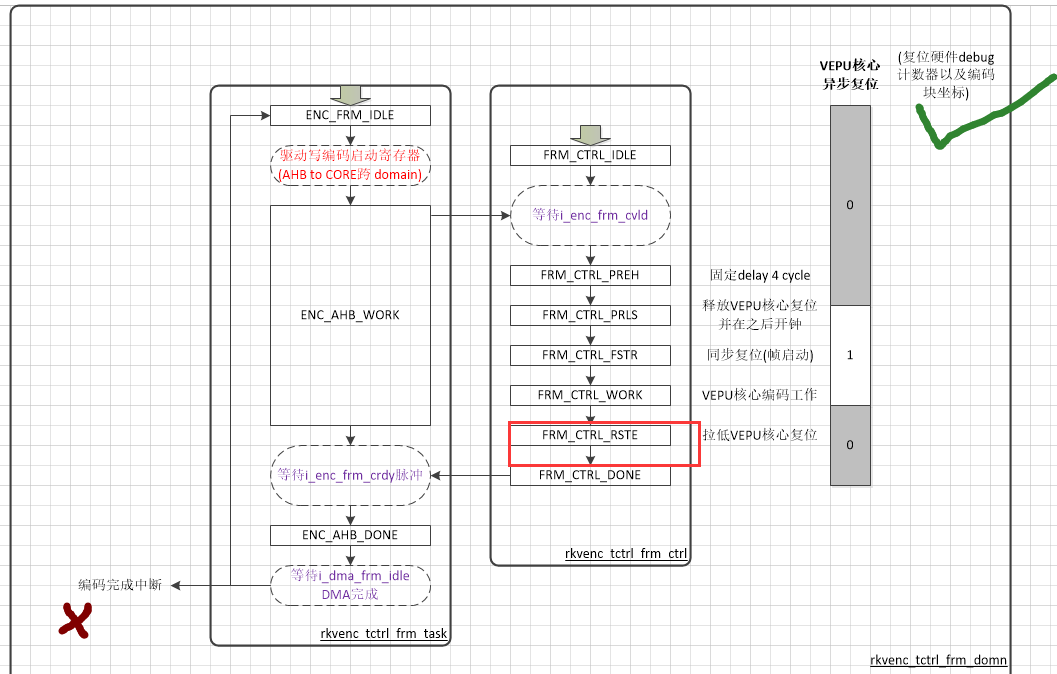 ENC_FRM_IDLE
驱动写编码启动寄存器
(AHB to CORE跨 domain)
ENC_AHB_WORK
等待i_enc_frm_crdy脉冲
ENC_AHB_DONE
等待i_dma_frm_idle
DMA完成
编码完成中断
rkvenc_tctrl_frm_task
FRM_CTRL_IDLE
等待i_enc_frm_cvld
FRM_CTRL_PREH
FRM_CTRL_PRLS
FRM_CTRL_FSTR
FRM_CTRL_WORK
FRM_CTRL_RSTE
FRM_CTRL_DONE
rkvenc_tctrl_frm_ctrl
VEPU核心
异步复位
(复位硬件debug
计数器以及编码
块坐标)
0
固定delay 4 cycle
释放VEPU核心复位
并在之后开钟
同步复位(帧启动)
1
VEPU核心编码工作
拉低VEPU核心复位
0
rkvenc_tctrl_frm_domn